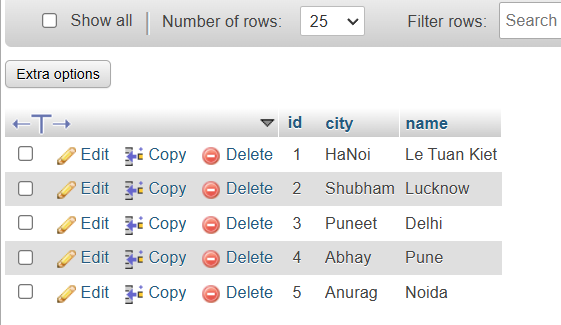 Show all Number of rows: 25 Filter rows: Search
Extra options
id city name
Edit Copy Delete 1 HaNoi Le Tuan Kiet
Edit Copy Delete 2 Shubham Lucknow
Edit Copy Delete 3 Puneet Delhi
Edit Copy Delete 4 Abhay Pune
Edit Copy Delete 5 Anurag Noida